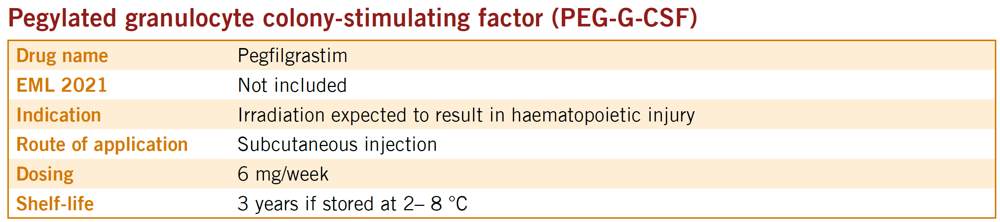 Pegylated granulocyte colony-stimulating factor (PEG-G-CSF)
Drug name Pegfilgrastim
EML 2021 Not included
Indication Irradiation expected to result in haematopoietic injury
Route of application Subcutaneous injection
Dosing 6 mg/week
Shelf-life 3 years if stored at 2– 8 °C